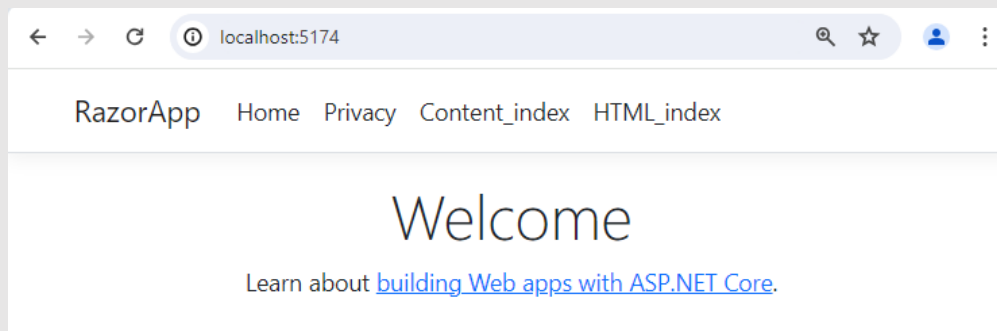 localhost:5174
RazorApp Home Privacy Content_index HTML_index
Welcome
Learn about building Web apps with ASP.NET Core.